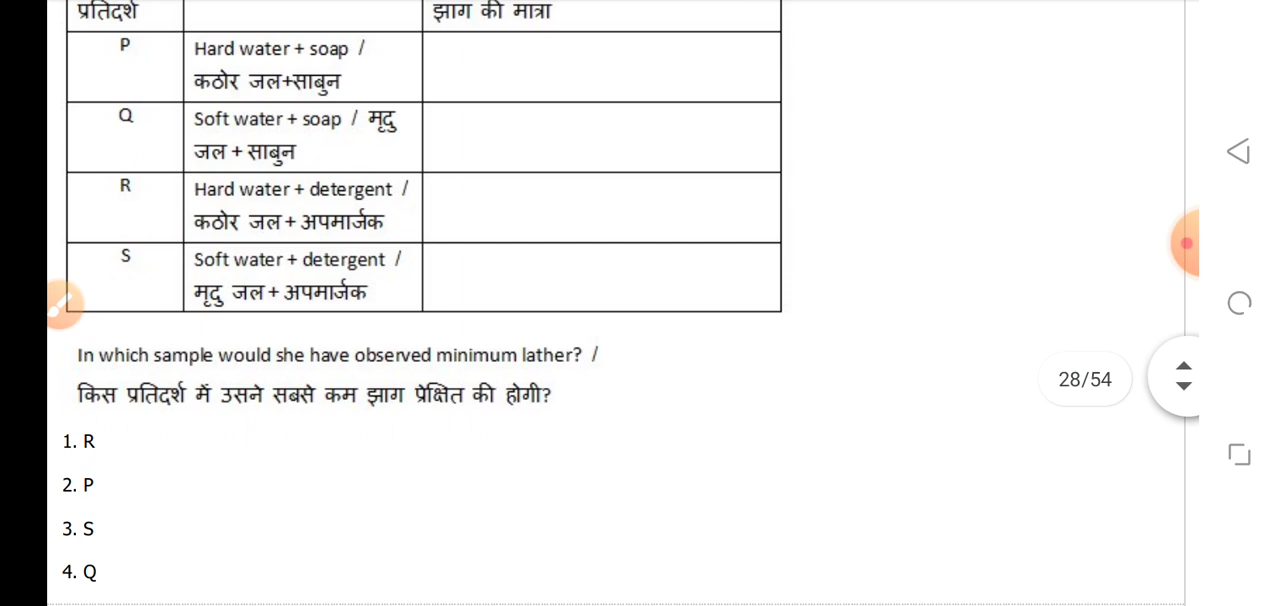 प्रतिदर्श
झाग की मात्रा
P
Hard water + soap /
कठोर जल+साबुन
Q
Soft water + soap / मृदु
जल + साबुन
R
Hard water + detergent /
कठोर जल + अपमार्जक
S
Soft water + detergent /
मृदु जल + अपमार्जक
In which sample would she have observed minimum lather? /
किस प्रतिदर्श में उसने सबसे कम झाग प्रेक्षित की होगी?
28/54
1. R
2. P
3. S
4. Q